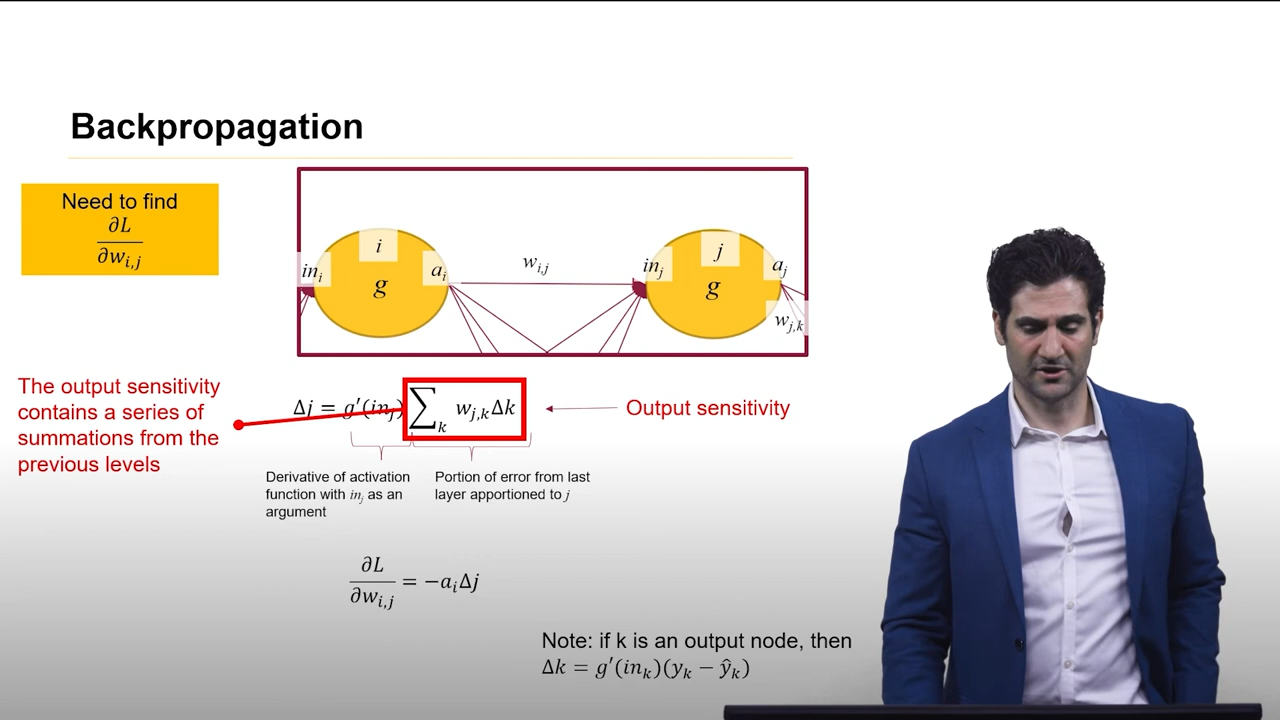 Backpropagation
Need to find
∂L
∂w_{i,j}
i
j
in_i
a_i
w_{i,j}
in_j
a_j
g
g
w_{j,k}
The output sensitivity
contains a series of
summations from the
previous levels
Δj = g′(in_j) ∑_k w_{j,k}Δk
Output sensitivity
Derivative of activation
function with in_j as an
argument
Portion of error from last
layer apportioned to j
∂L/∂w_{i,j} = −a_iΔj
Note: if k is an output node, then
Δk = g′(in_k)(y_k − ŷ_k)